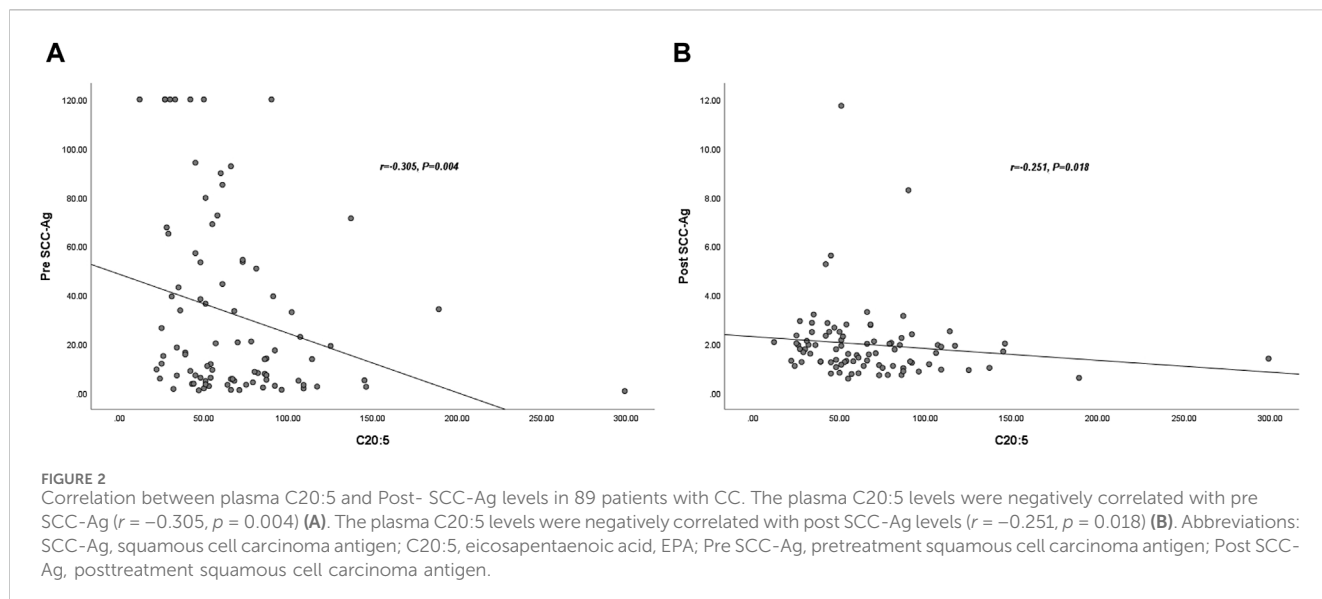 A
B
120.00
100.00
80.00
60.00
40.00
20.00
.00
Pre SCC-Ag
r=-0.305, P=0.004
.00 50.00 100.00 150.00 200.00 250.00 300.00
C20:5
12.00
10.00
8.00
6.00
4.00
2.00
.00
Post SCC-Ag
r=-0.251, P=0.018
.00 50.00 100.00 150.00 200.00 250.00 300.00
C20:5
FIGURE 2
Correlation between plasma C20:5 and Post- SCC-Ag levels in 89 patients with CC. The plasma C20:5 levels were negatively correlated with pre
SCC-Ag (r = −0.305, p = 0.004) (A). The plasma C20:5 levels were negatively correlated with post SCC-Ag levels (r = −0.251, p = 0.018) (B). Abbreviations:
SCC-Ag, squamous cell carcinoma antigen; C20:5, eicosapentaenoic acid, EPA; Pre SCC-Ag, pretreatment squamous cell carcinoma antigen; Post SCC-
Ag, posttreatment squamous cell carcinoma antigen.